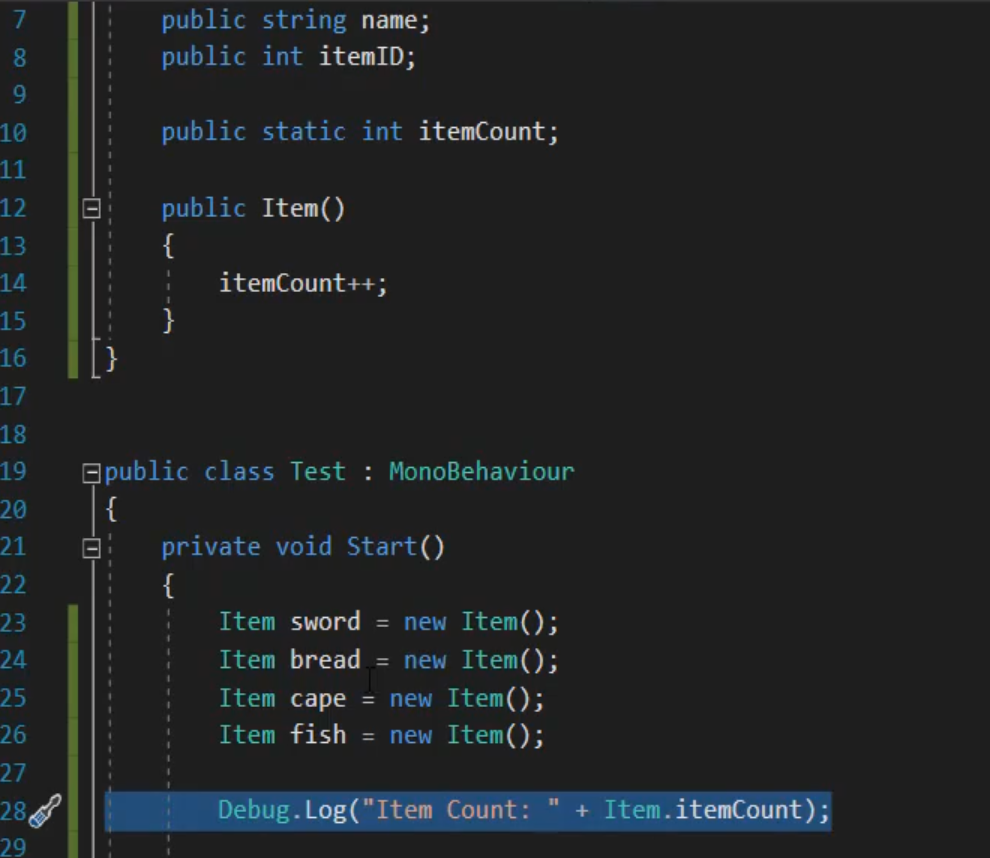 7 public string name;
8 public int itemID;
9
10 public static int itemCount;
11
12 public Item()
13 {
14 itemCount++;
15 }
16 }
17
18
19 public class Test : MonoBehaviour
20 {
21 private void Start()
22 {
23 Item sword = new Item();
24 Item bread = new Item();
25 Item cape = new Item();
26 Item fish = new Item();
27
28 Debug.Log("Item Count: " + Item.itemCount);
29